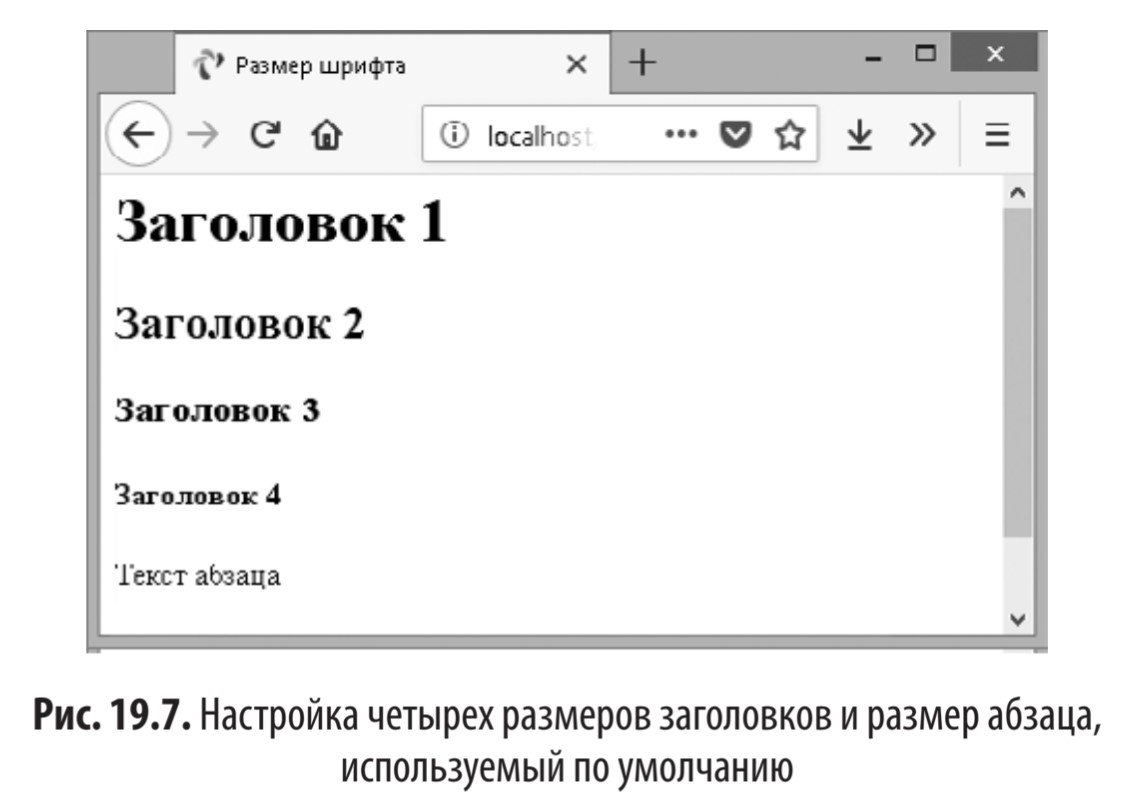 Размер шрифта
localhost
Заголовок 1
Заголовок 2
Заголовок 3
Заголовок 4
Текст абзаца
Рис. 19.7. Настройка четырех размеров заголовков и размер абзаца,
используемый по умолчанию